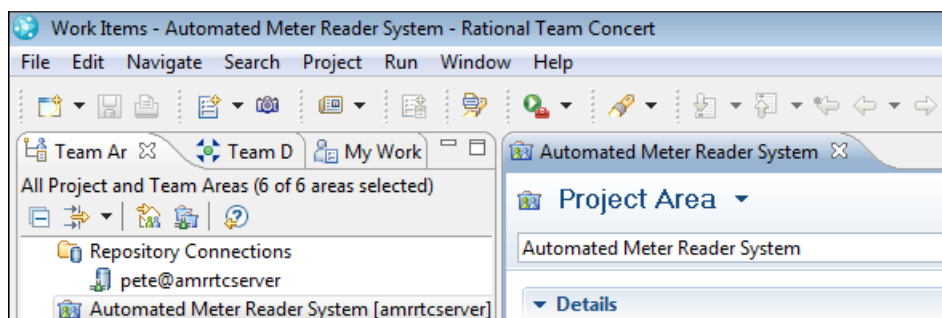 Work Items - Automated Meter Reader System - Rational Team Concert
File Edit Navigate Search Project Run Window Help
Team Ar Team D My Work
All Project and Team Areas (6 of 6 areas selected)
Repository Connections
pete@amrrtcserver
Automated Meter Reader System [amrrtcserver]
Automated Meter Reader System
Project Area
Automated Meter Reader System
Details